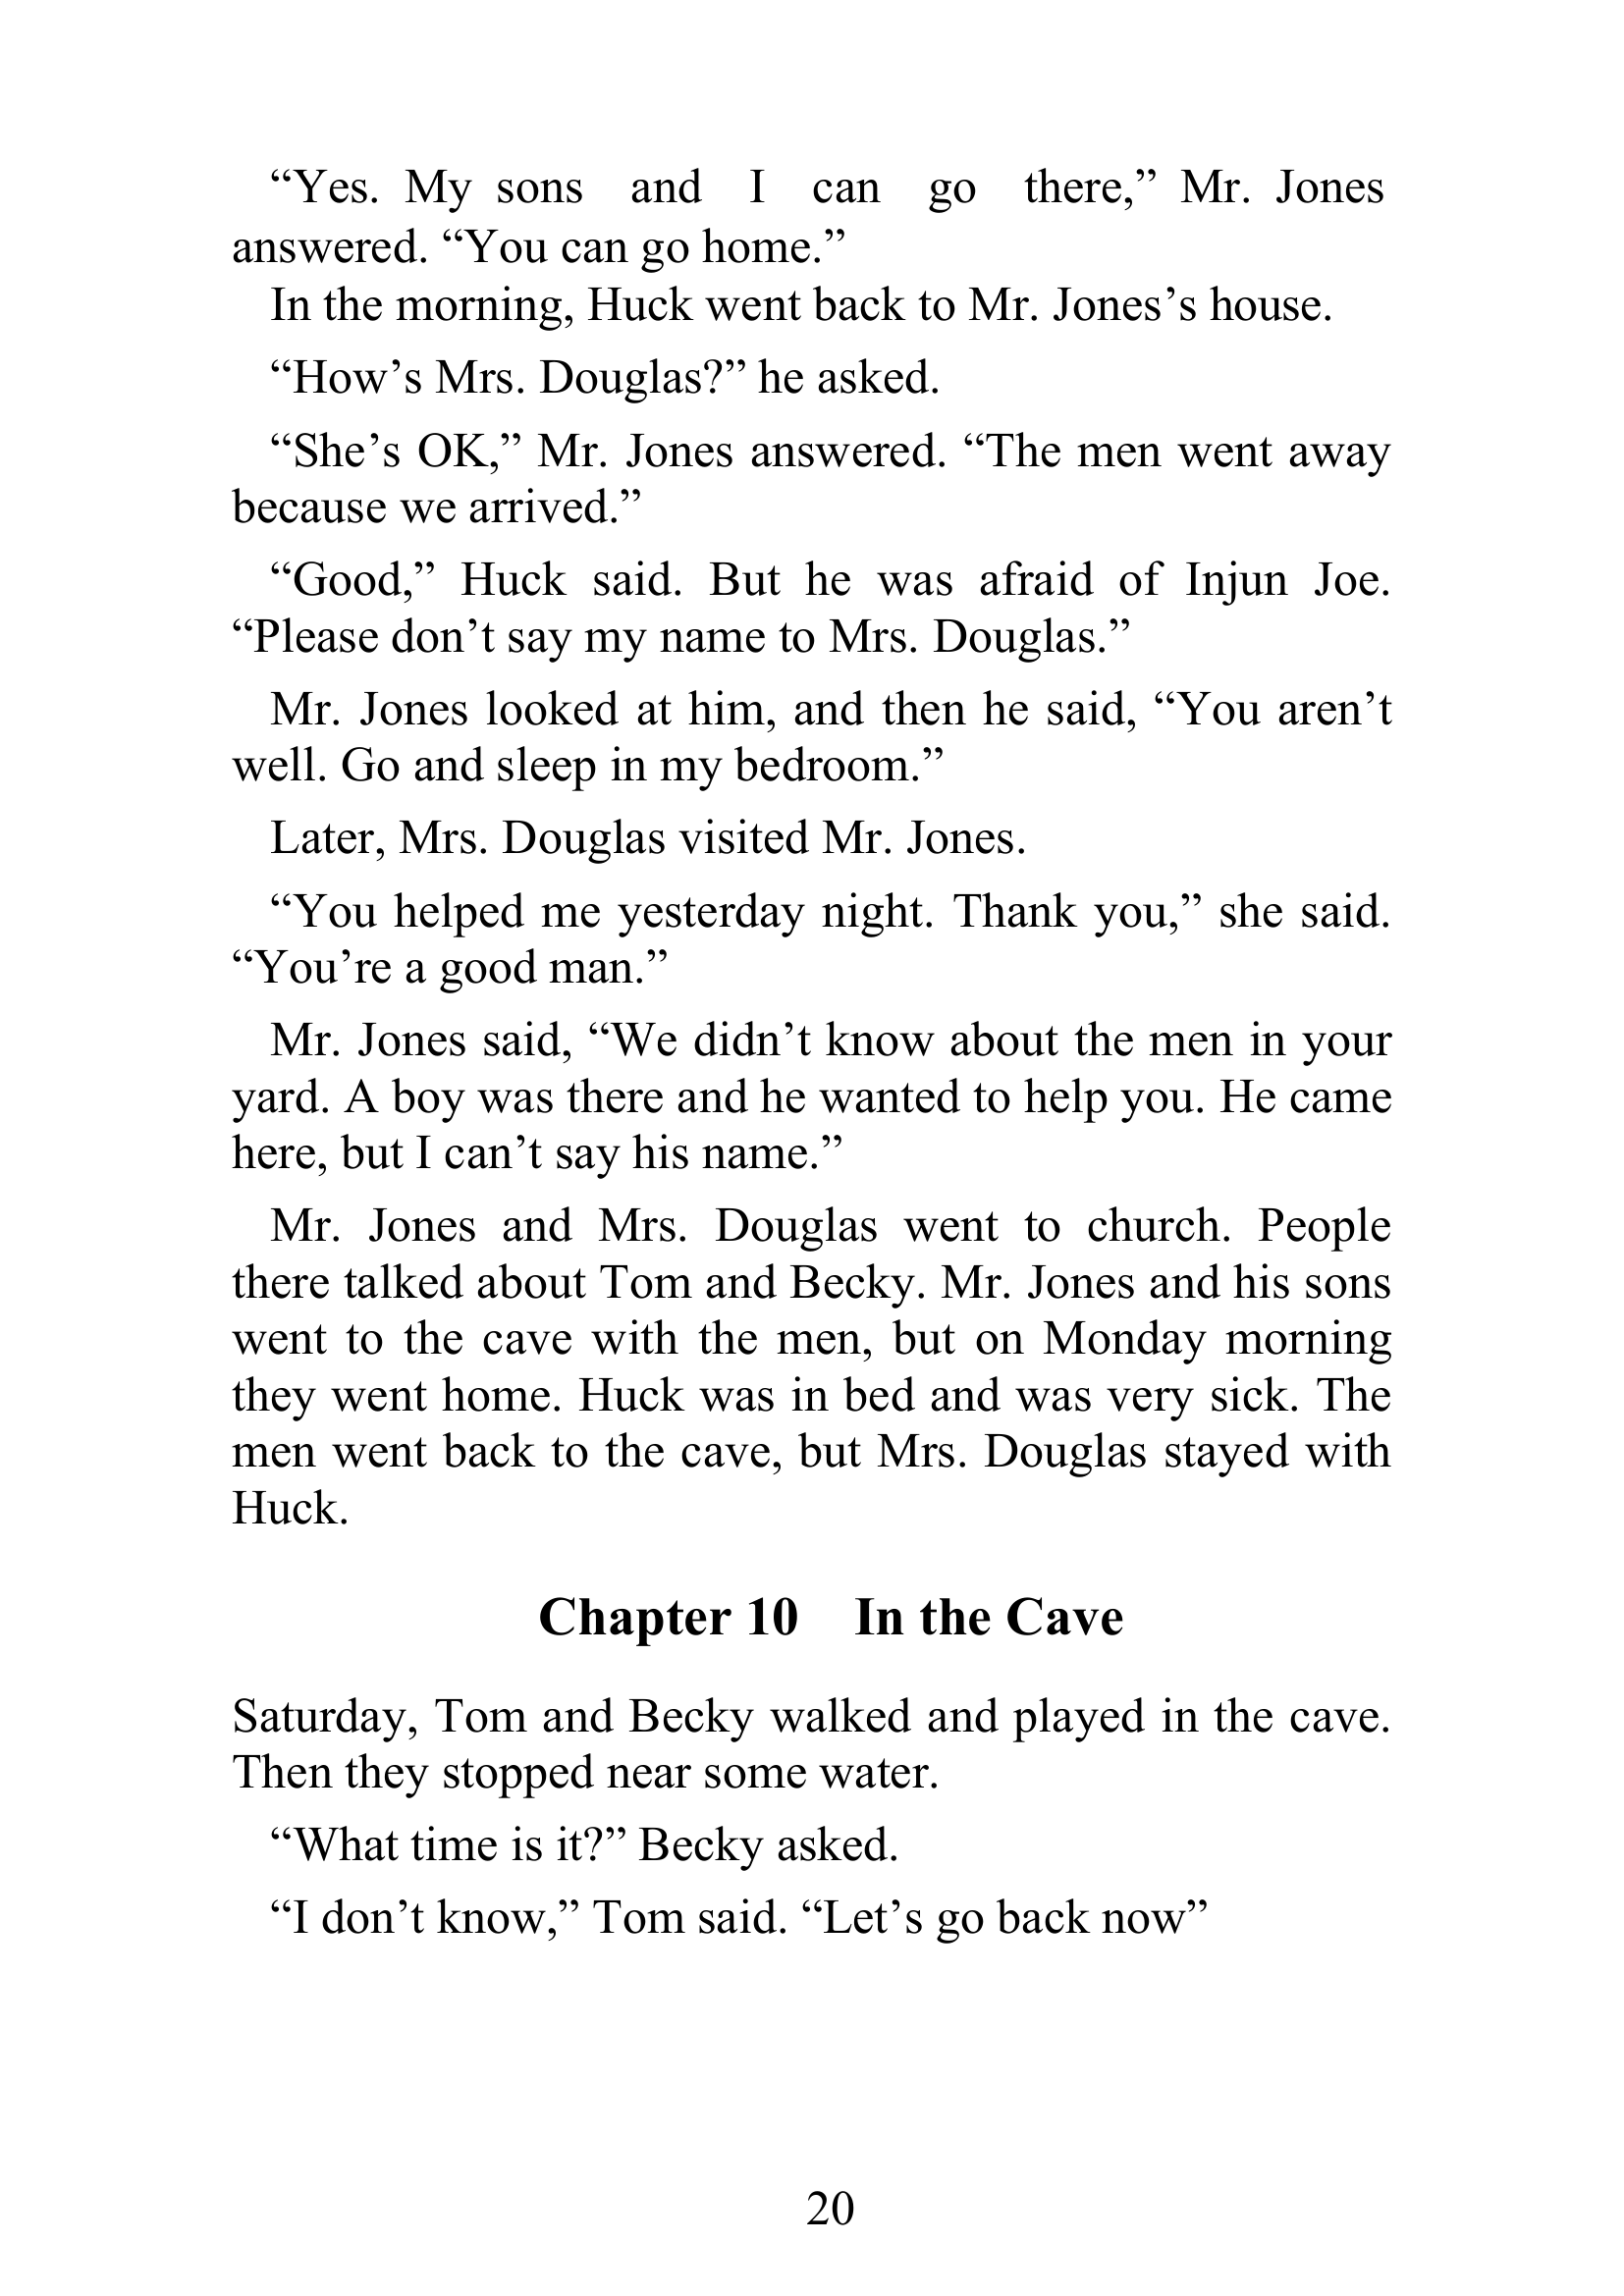 “Yes. My sons and I can go there,” Mr. Jones
answered. “You can go home.”
In the morning, Huck went back to Mr. Jones’s house.
“How’s Mrs. Douglas?” he asked.
“She’s OK,” Mr. Jones answered. “The men went away
because we arrived.”
“Good,” Huck said. But he was afraid of Injun Joe.
“Please don’t say my name to Mrs. Douglas.”
Mr. Jones looked at him, and then he said, “You aren’t
well. Go and sleep in my bedroom.”
Later, Mrs. Douglas visited Mr. Jones.
“You helped me yesterday night. Thank you,” she said.
“You’re a good man.”
Mr. Jones said, “We didn’t know about the men in your
yard. A boy was there and he wanted to help you. He came
here, but I can’t say his name.”
Mr. Jones and Mrs. Douglas went to church. People
there talked about Tom and Becky. Mr. Jones and his sons
went to the cave with the men, but on Monday morning
they went home. Huck was in bed and was very sick. The
men went back to the cave, but Mrs. Douglas stayed with
Huck.
Chapter 10 In the Cave
Saturday, Tom and Becky walked and played in the cave.
Then they stopped near some water.
“What time is it?” Becky asked.
“I don’t know,” Tom said. “Let’s go back now”
20